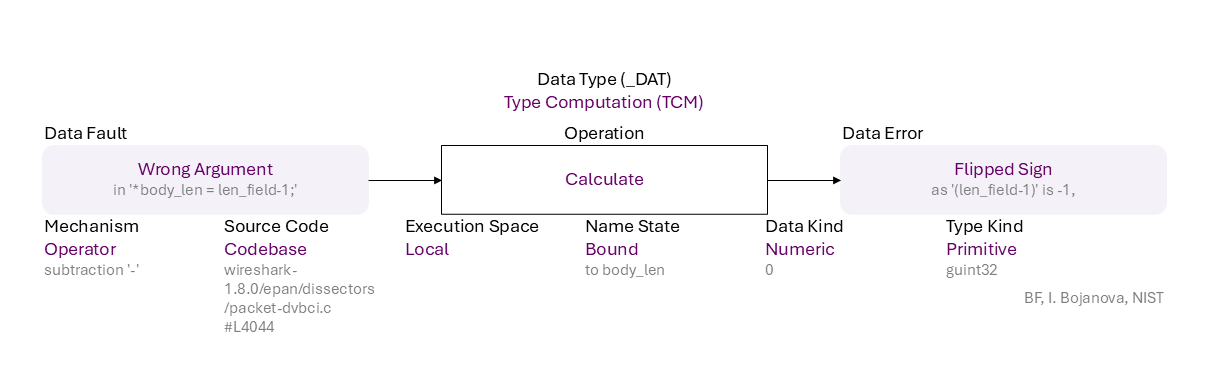 Data Type (_DAT)
Type Computation (TCM)
Data Fault
Operation
Data Error
Wrong Argument
in '*body_len = len_field-1;'
Calculate
Flipped Sign
as '(len_field-1)' is -1,
Mechanism
Operator
subtraction '-'
Source Code
Codebase
wireshark-
1.8.0/epan/dissectors
/packet-dvbci.c
#L4044
Execution Space
Local
Name State
Bound
to body_len
Data Kind
Numeric
0
Type Kind
Primitive
guint32
BF, I. Bojanova, NIST